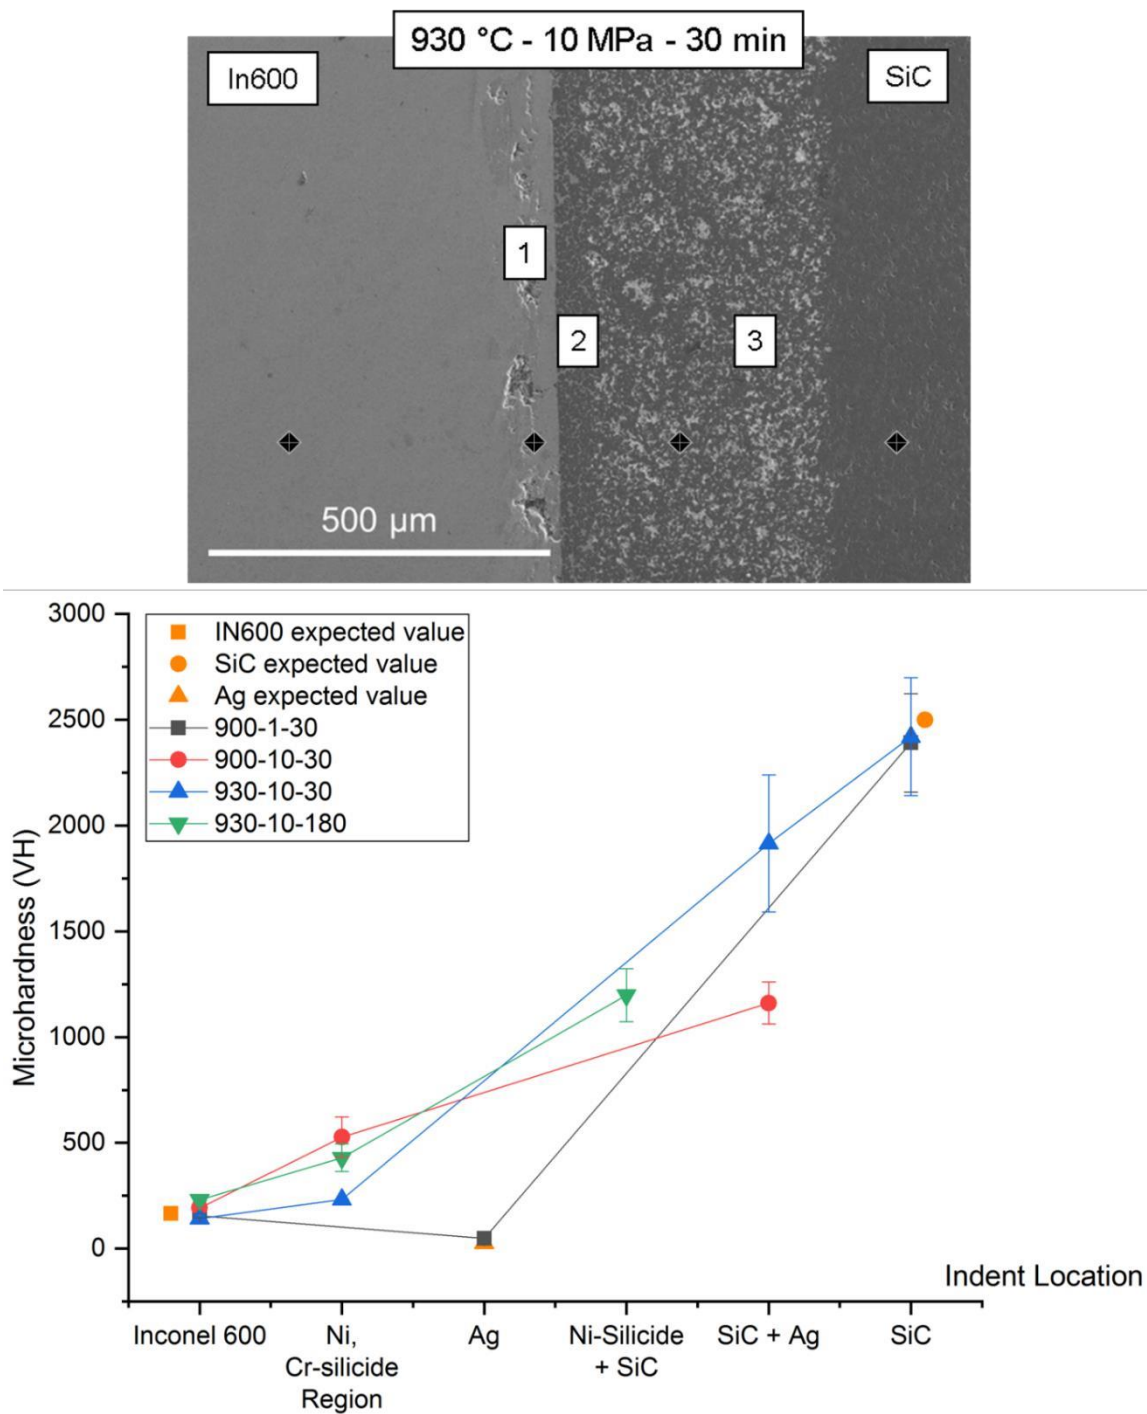 930 °C - 10 MPa - 30 min
In600
SiC
1
2
3
500 µm
3000
2500
2000
1500
1000
500
0
Microhardness (VH)
IN600 expected value
SiC expected value
Ag expected value
900-1-30
900-10-30
930-10-30
930-10-180
Indent Location
Inconel 600
Ni,
Cr-silicide
Region
Ag
Ni-Silicide
+ SiC
SiC + Ag
SiC